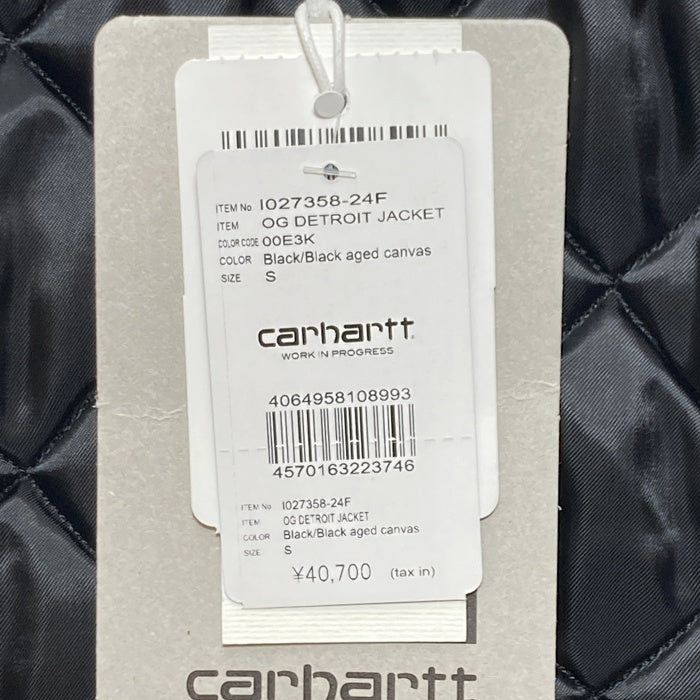 ITEM No. I027358-24F
ITEM OG DETROIT JACKET
COLOR CODE 00E3K
COLOR Black/Black aged canvas
SIZE S
carhartt
WORK IN PROGRESS
4064958108993
4570163223746
ITEM No. I027358-24F
ITEM OG DETROIT JACKET
COLOR Black/Black aged canvas
SIZE S
¥40,700 (tax in)
carhartt